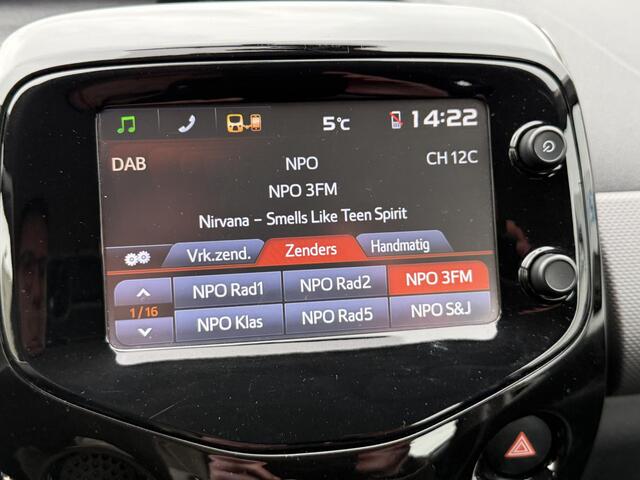 5°C 14:22
DAB NPO CH 12C
NPO 3FM
Nirvana – Smells Like Teen Spirit
Vrk.zend. Zenders Handmatig
NPO Rad1 NPO Rad2 NPO 3FM
1/16
NPO Klas NPO Rad5 NPO S&J